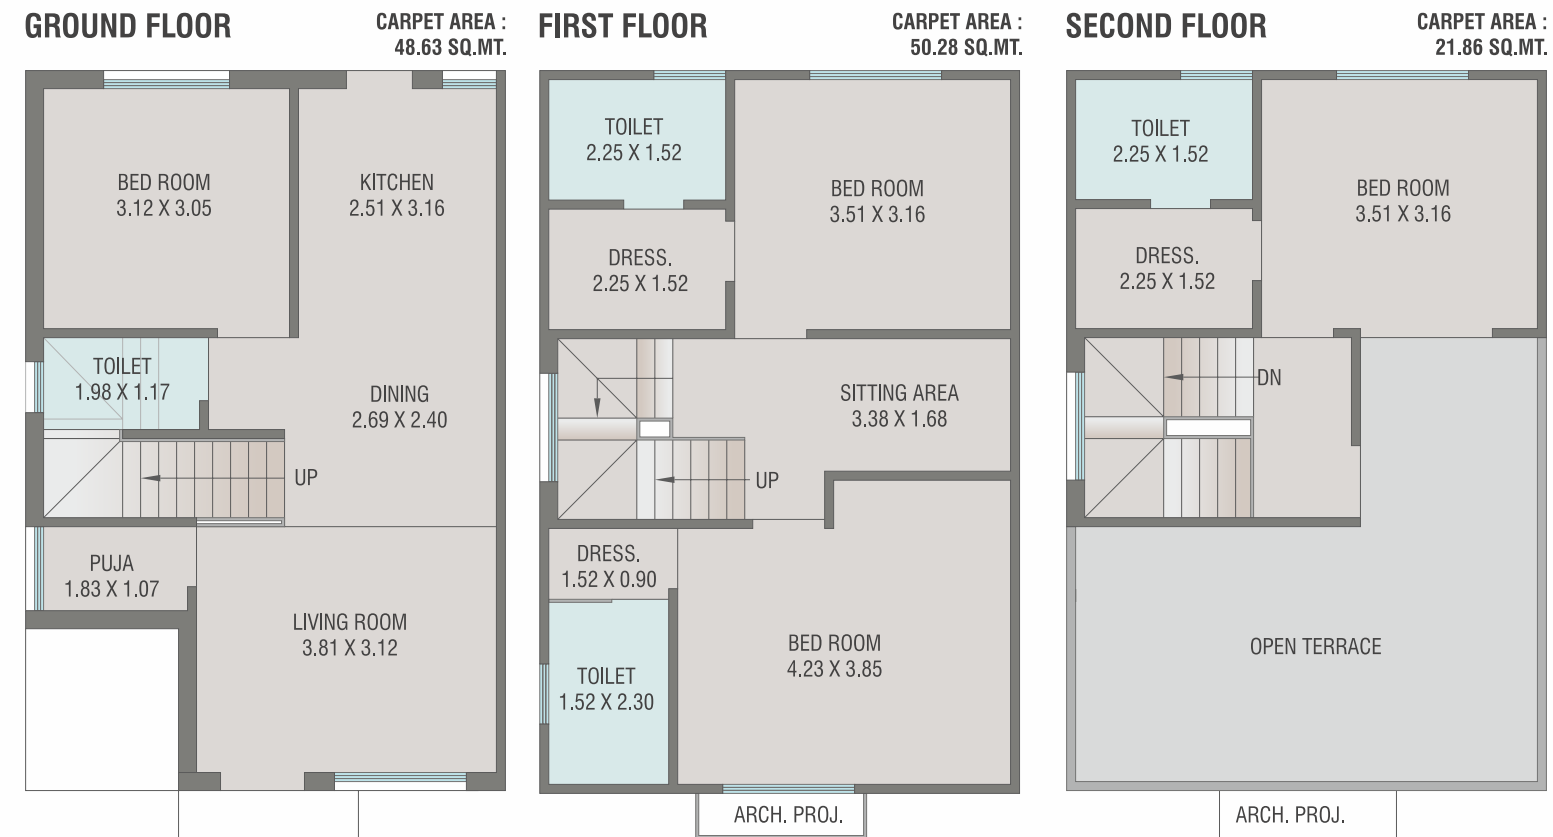 GROUND FLOOR
CARPET AREA :
48.63 SQ.MT.
BED ROOM
3.12 X 3.05
KITCHEN
2.51 X 3.16
TOILET
1.98 X 1.17
DINING
2.69 X 2.40
UP
PUJA
1.83 X 1.07
LIVING ROOM
3.81 X 3.12
FIRST FLOOR
CARPET AREA :
50.28 SQ.MT.
TOILET
2.25 X 1.52
BED ROOM
3.51 X 3.16
DRESS.
2.25 X 1.52
SITTING AREA
3.38 X 1.68
UP
DRESS.
1.52 X 0.90
BED ROOM
4.23 X 3.85
TOILET
1.52 X 2.30
ARCH. PROJ.
SECOND FLOOR
CARPET AREA :
21.86 SQ.MT.
TOILET
2.25 X 1.52
BED ROOM
3.51 X 3.16
DRESS.
2.25 X 1.52
DN
OPEN TERRACE
ARCH. PROJ.